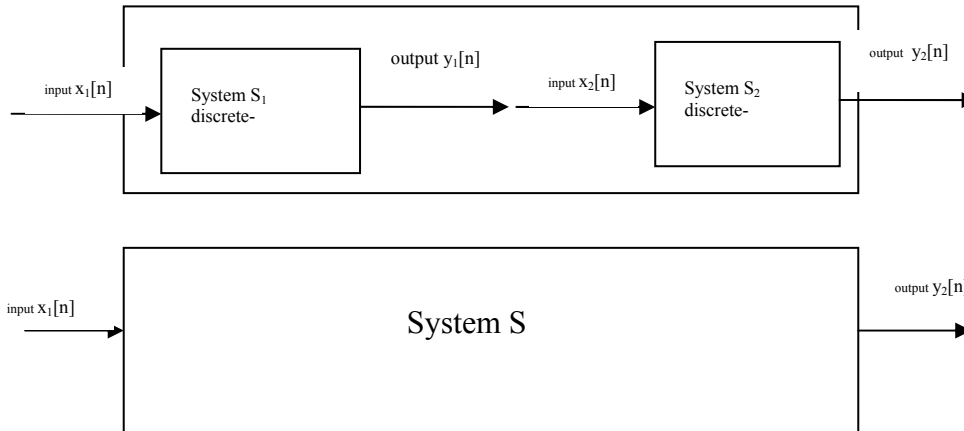 input x₁[n]
System S₁
discrete-
output y₁[n]
input x₂[n]
System S₂
discrete-
output y₂[n]
input x₁[n]
System S
output y₂[n]